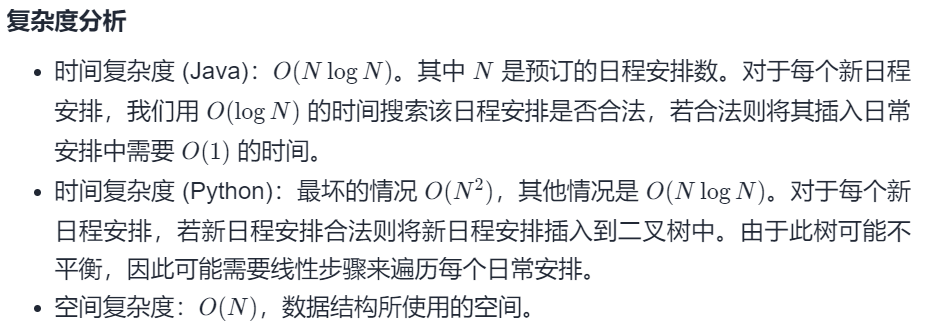 复杂度分析
• 时间复杂度 (Java)：O(N log N)。其中 N 是预订的日程安排数。对于每个新日程
安排，我们用 O(log N) 的时间搜索该日程安排是否合法，若合法则将其插入日常
安排中需要 O(1) 的时间。
• 时间复杂度 (Python)：最坏的情况 O(N²)，其他情况是 O(N log N)。对于每个新
日程安排，若新日程安排合法则将新日程安排插入到二叉树中。由于此树可能不
平衡，因此可能需要线性步骤来遍历每个日常安排。
• 空间复杂度：O(N)，数据结构所使用的空间。